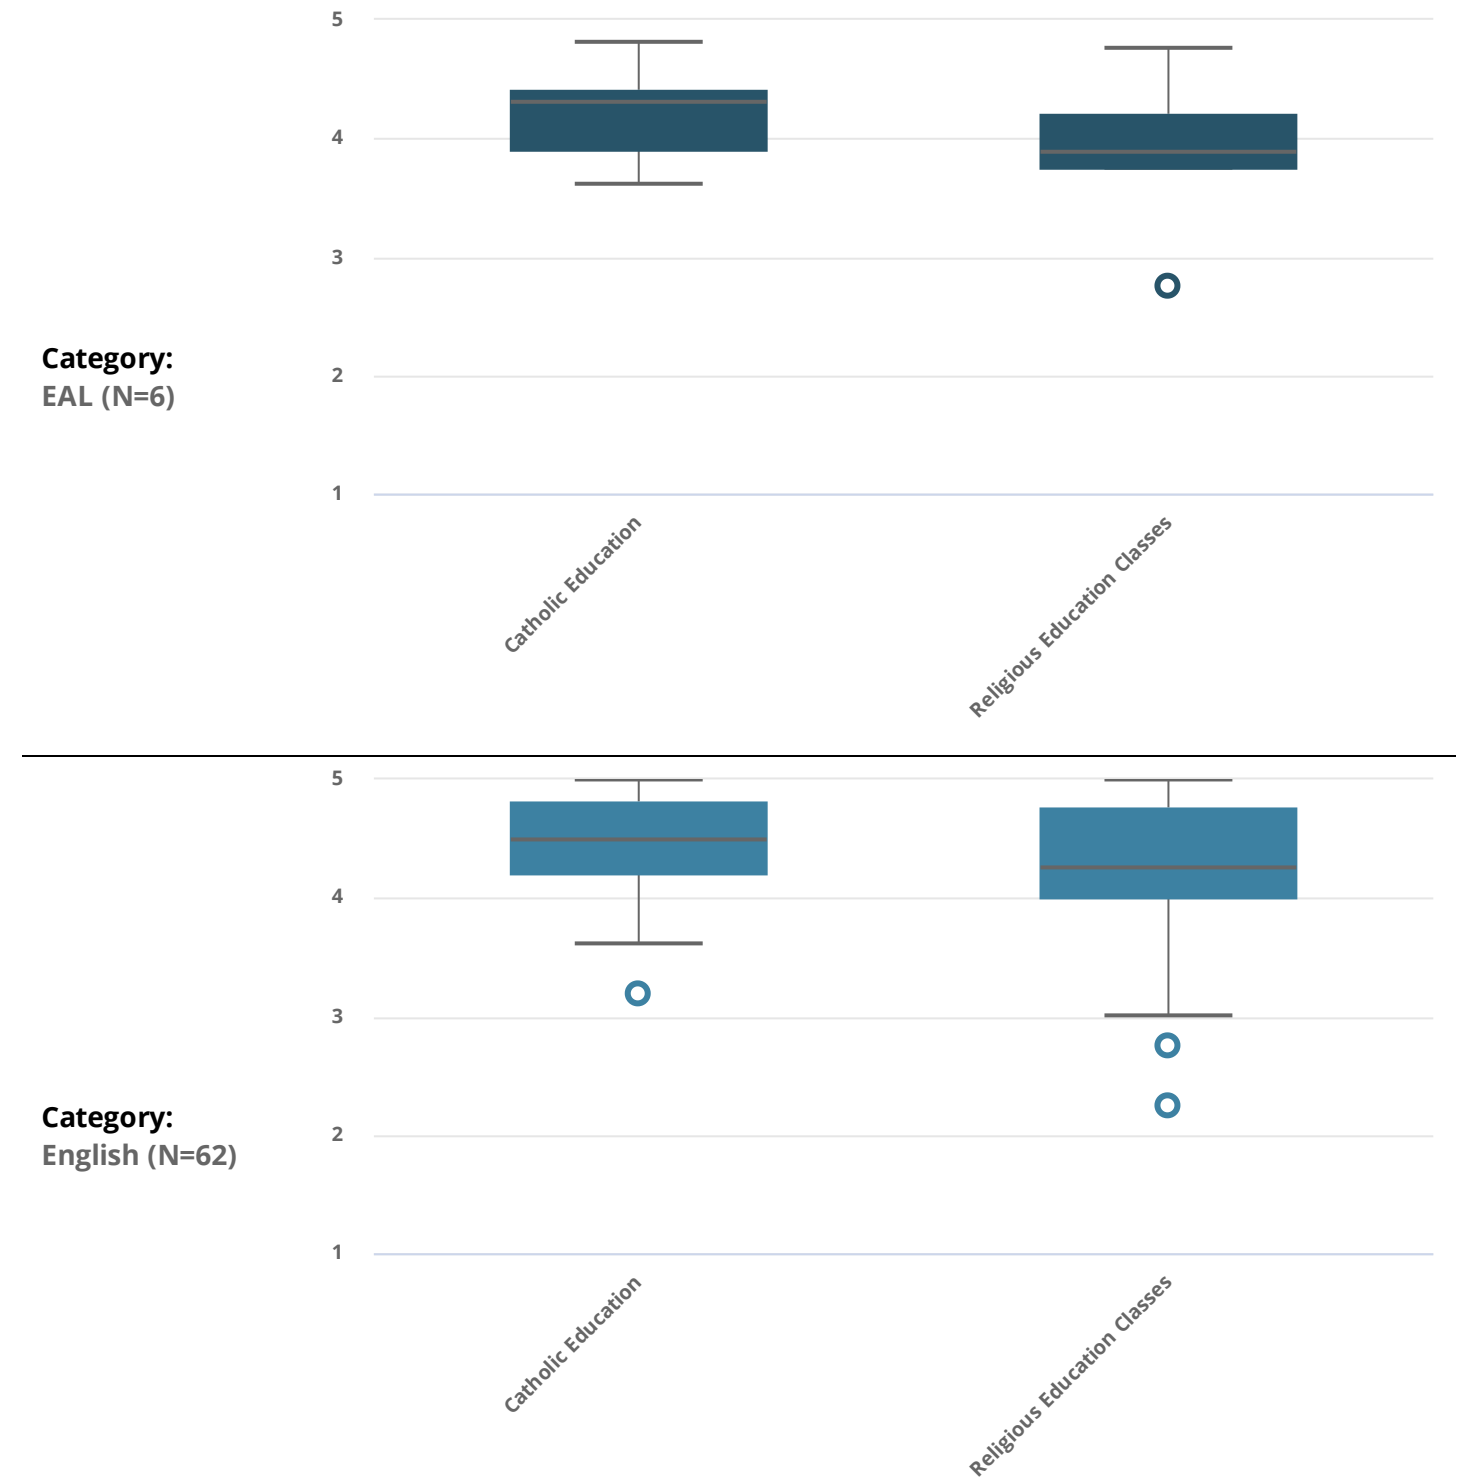 5
4
3
2
1
Category:
EAL (N=6)
Catholic Education
Religious Education Classes
5
4
3
2
1
Category:
English (N=62)
Catholic Education
Religious Education Classes